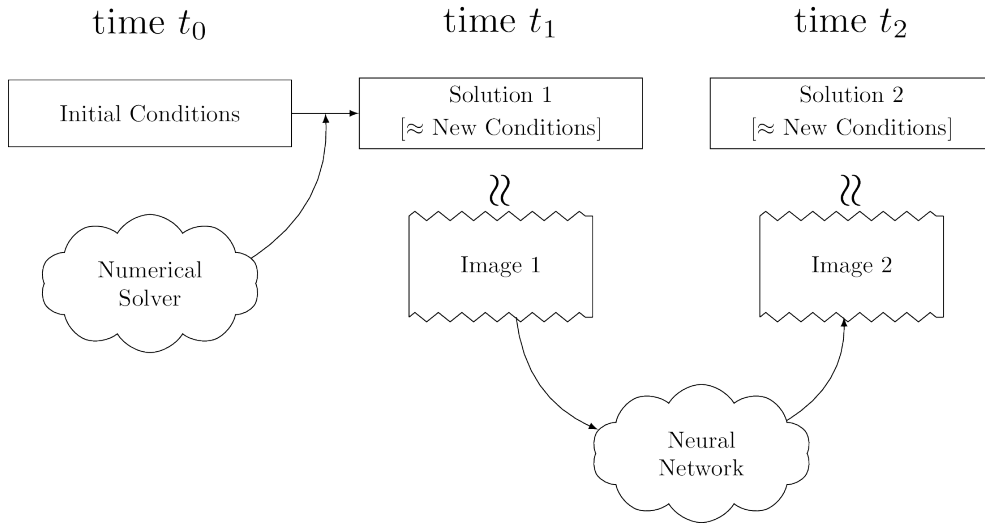 time t₀
time t₁
time t₂
Initial Conditions
Solution 1
[≈ New Conditions]
Solution 2
[≈ New Conditions]
≈
≈
Numerical
Solver
Image 1
Image 2
Neural
Network